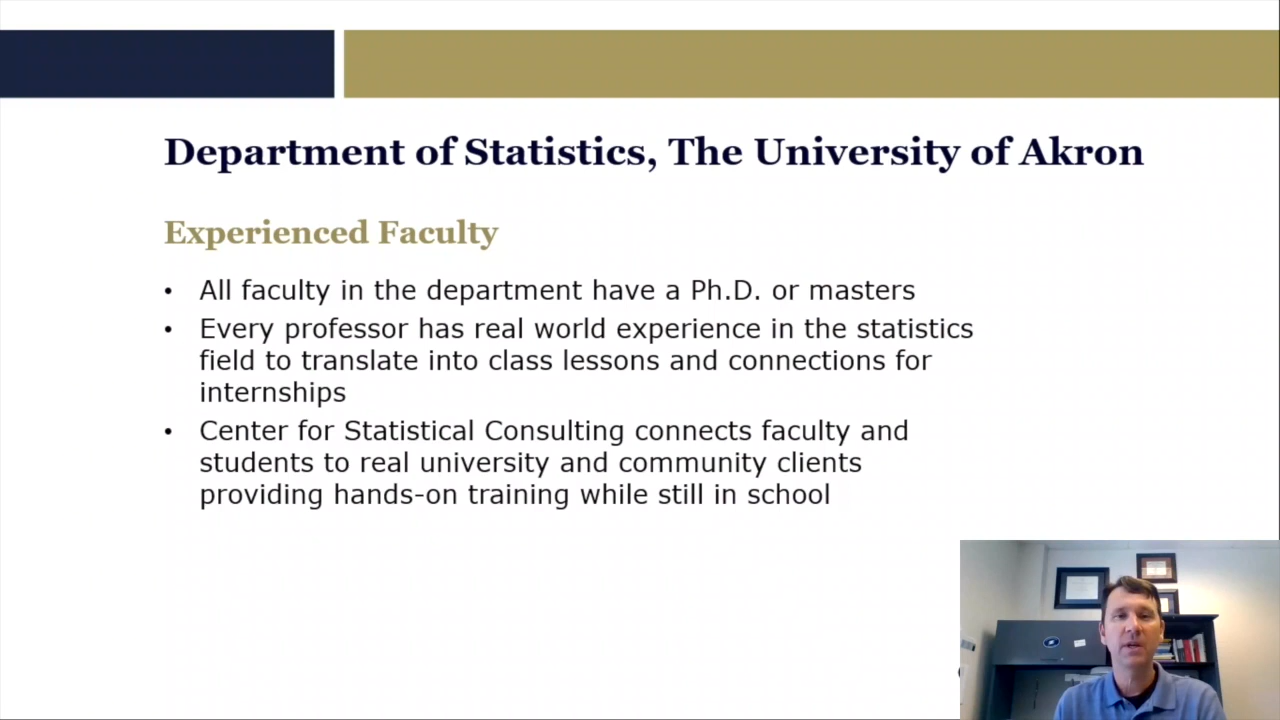 Department of Statistics, The University of Akron
Experienced Faculty
• All faculty in the department have a Ph.D. or masters
• Every professor has real world experience in the statistics
field to translate into class lessons and connections for
internships
• Center for Statistical Consulting connects faculty and
students to real university and community clients
providing hands-on training while still in school